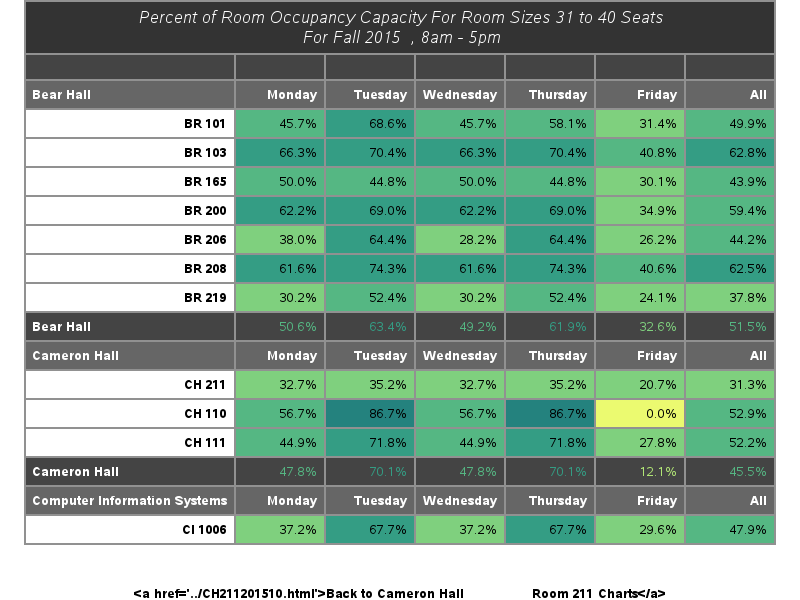 Percent of Room Occupancy Capacity For Room Sizes 31 to 40 Seats
For Fall 2015 , 8am - 5pm
Bear Hall Monday Tuesday Wednesday Thursday Friday All
BR 101 45.7% 68.6% 45.7% 58.1% 31.4% 49.9%
BR 103 66.3% 70.4% 66.3% 70.4% 40.8% 62.8%
BR 165 50.0% 44.8% 50.0% 44.8% 30.1% 43.9%
BR 200 62.2% 69.0% 62.2% 69.0% 34.9% 59.4%
BR 206 38.0% 64.4% 28.2% 64.4% 26.2% 44.2%
BR 208 61.6% 74.3% 61.6% 74.3% 40.6% 62.5%
BR 219 30.2% 52.4% 30.2% 52.4% 24.1% 37.8%
Bear Hall 50.6% 63.4% 49.2% 61.9% 32.6% 51.5%
Cameron Hall Monday Tuesday Wednesday Thursday Friday All
CH 211 32.7% 35.2% 32.7% 35.2% 20.7% 31.3%
CH 110 56.7% 86.7% 56.7% 86.7% 0.0% 52.9%
CH 111 44.9% 71.8% 44.9% 71.8% 27.8% 52.2%
Cameron Hall 47.8% 70.1% 47.8% 70.1% 12.1% 45.5%
Computer Information Systems Monday Tuesday Wednesday Thursday Friday All
CI 1006 37.2% 67.7% 37.2% 67.7% 29.6% 47.9%
<a href='../CH211201510.html'>Back to Cameron Hall Room 211 Charts</a>